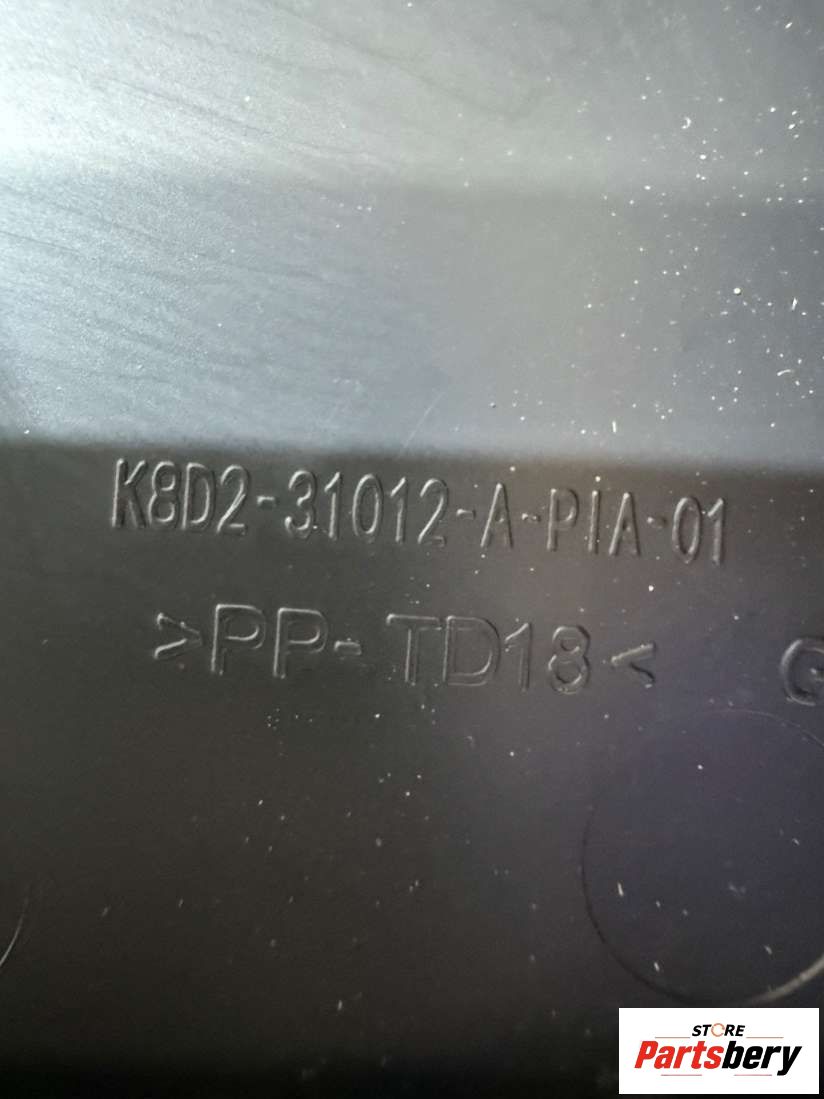 K8D2-31012-A-PIA-01
>PP-TD18< G
STORE
Partsbery